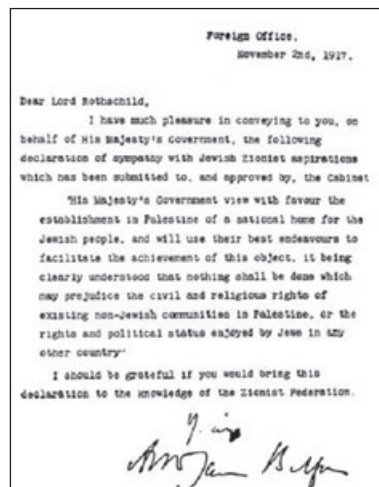 Foreign Office,
November 2nd, 1917.
Dear Lord Rothschild,
I have much pleasure in conveying to you, on
behalf of His Majesty's Government, the following
declaration of sympathy with Jewish Zionist aspirations
which has been submitted to, and approved by, the Cabinet
"His Majesty's Government view with favour the
establishment in Palestine of a national home for the
Jewish people, and will use their best endeavours to
facilitate the achievement of this object, it being
clearly understood that nothing shall be done which
may prejudice the civil and religious rights of
existing non-Jewish communities in Palestine, or the
rights and political status enjoyed by Jews in any
other country"
I should be grateful if you would bring this
declaration to the knowledge of the Zionist Federation.